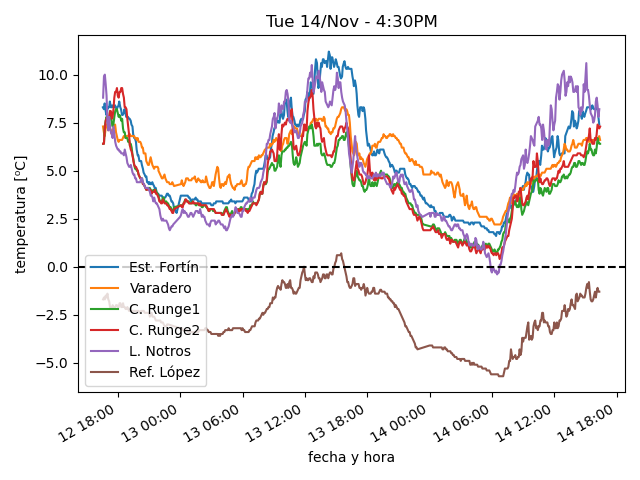 Tue 14/Nov - 4:30PM
temperatura [ºC]
10.0
7.5
5.0
2.5
0.0
−2.5
−5.0
Est. Fortín
Varadero
C. Runge1
C. Runge2
L. Notros
Ref. López
12 18:00
13 00:00
13 06:00
13 12:00
13 18:00
14 00:00
14 06:00
14 12:00
14 18:00
fecha y hora